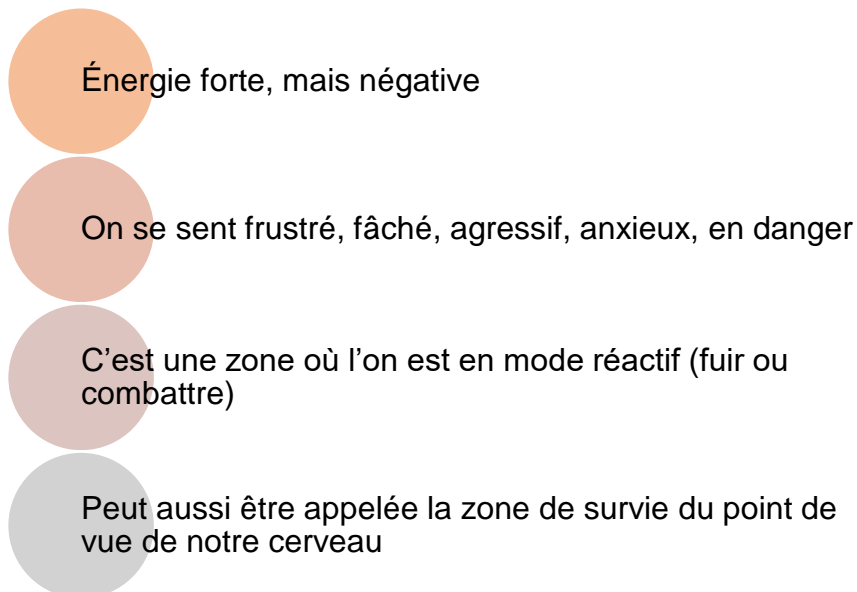 Énergie forte, mais négative
On se sent frustré, fâché, agressif, anxieux, en danger
C’est une zone où l’on est en mode réactif (fuir ou
combattre)
Peut aussi être appelée la zone de survie du point de
vue de notre cerveau